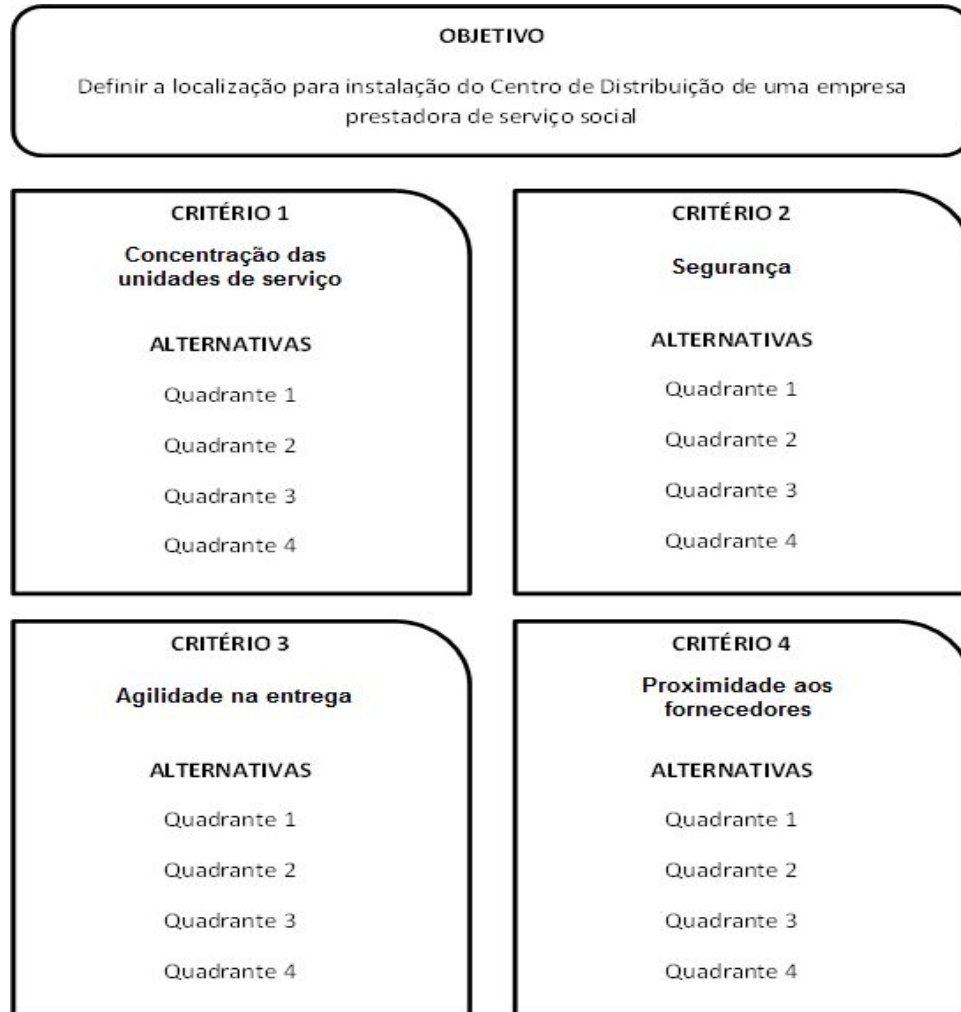 OBJETIVO
Definir a localização para instalação do Centro de Distribuição de uma empresa
prestadora de serviço social
CRITÉRIO 1
Concentração das
unidades de serviço
ALTERNATIVAS
Quadrante 1
Quadrante 2
Quadrante 3
Quadrante 4
CRITÉRIO 2
Segurança
ALTERNATIVAS
Quadrante 1
Quadrante 2
Quadrante 3
Quadrante 4
CRITÉRIO 3
Agilidade na entrega
ALTERNATIVAS
Quadrante 1
Quadrante 2
Quadrante 3
Quadrante 4
CRITÉRIO 4
Proximidade aos
fornecedores
ALTERNATIVAS
Quadrante 1
Quadrante 2
Quadrante 3
Quadrante 4